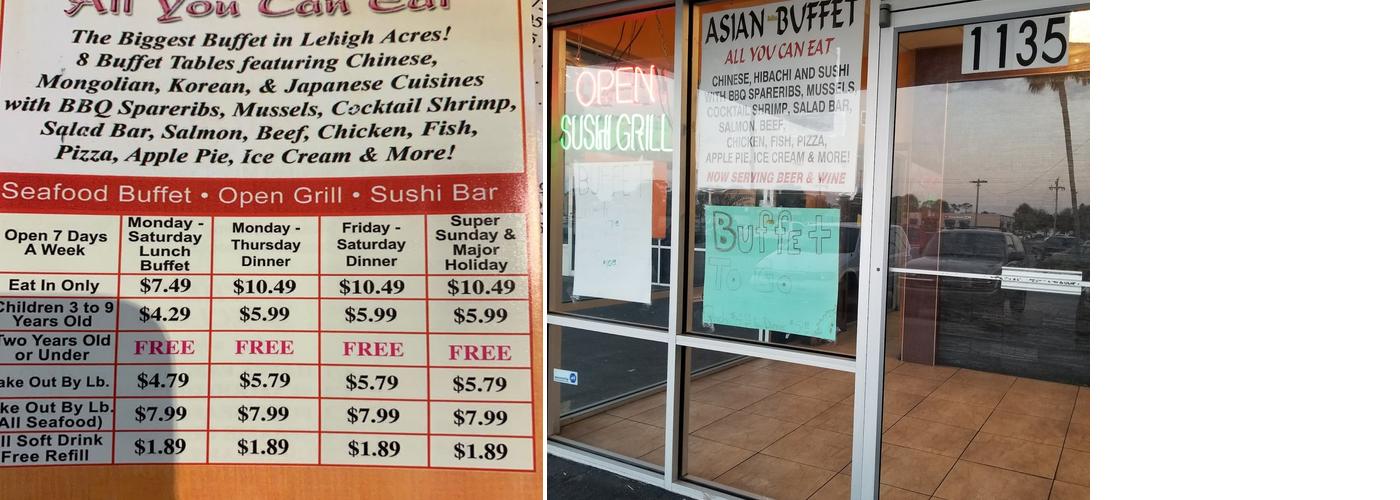 All You Can Eat
The Biggest Buffet in Lehigh Acres!
8 Buffet Tables featuring Chinese,
Mongolian, Korean, & Japanese Cuisines
with BBQ Spareribs, Mussels, Cocktail Shrimp,
Salad Bar, Salmon, Beef, Chicken, Fish,
Pizza, Apple Pie, Ice Cream & More!
Seafood Buffet • Open Grill • Sushi Bar
Open 7 Days A Week
Monday - Saturday Lunch Buffet
Monday - Thursday Dinner
Friday - Saturday Dinner
Super Sunday & Major Holiday
Eat In Only $7.49 $10.49 $10.49 $10.49
Children 3 to 9 Years Old $4.29 $5.99 $5.99 $5.99
Two Years Old or Under FREE FREE FREE FREE
ake Out By Lb. $4.79 $5.79 $5.79 $5.79
ke Out By Lb. All Seafood) $7.99 $7.99 $7.99 $7.99
ll Soft Drink Free Refill $1.89 $1.89 $1.89 $1.89
OPEN
SUSHI GRILL
BUFFET
ASIAN BUFFET
ALL YOU CAN EAT
CHINESE, HIBACHI AND SUSHI
WITH BBQ SPARERIBS, MUSSELS,
COCKTAIL SHRIMP, SALAD BAR,
SALMON, BEEF,
CHICKEN, FISH, PIZZA,
APPLE PIE, ICE CREAM & MORE!
NOW SERVING BEER & WINE
Buffet
To Go
1135